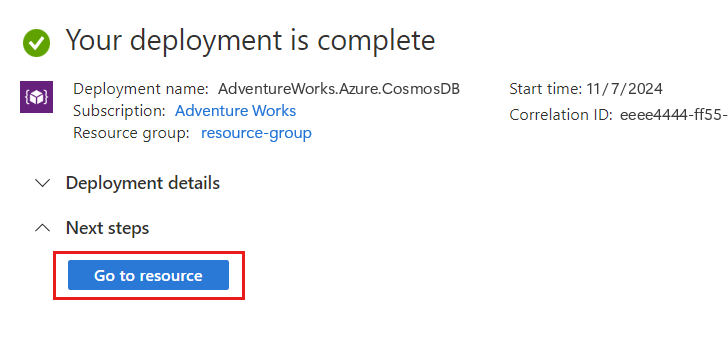 Your deployment is complete
Deployment name: AdventureWorks.Azure.CosmosDB
Subscription: Adventure Works
Resource group: resource-group
Start time: 11/7/2024
Correlation ID: eeee4444-ff55-
Deployment details
Next steps
Go to resource